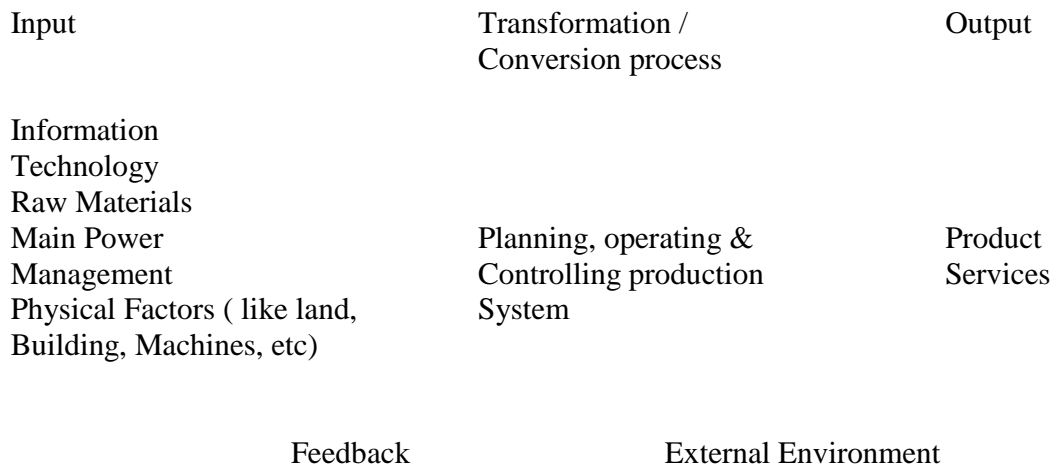 Input Transformation / Output
Conversion process
Information
Technology
Raw Materials
Main Power Planning, operating & Product
Management Controlling production Services
Physical Factors ( like land, System
Building, Machines, etc)
Feedback External Environment